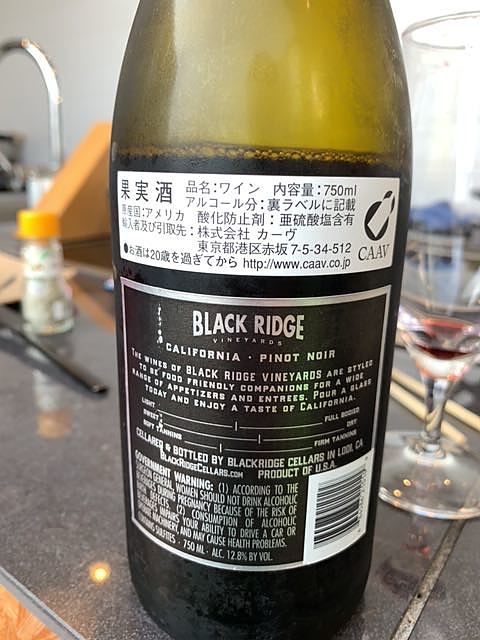 果実酒 品名:ワイン 内容量:750ml
アルコール分:裏ラベルに記載
原産国:アメリカ 酸化防止剤:亜硫酸塩含有
輸入者及び引取先:株式会社 カーヴ
東京都港区赤坂7-5-34-512
●お酒は20歳を過ぎてから http://www.caav.co.jp
CAAV
BLACK RIDGE
VINEYARDS
CALIFORNIA · PINOT NOIR
THE WINES OF BLACK RIDGE VINEYARDS ARE STYLED
TO BE FOOD FRIENDLY COMPANIONS FOR A WIDE
RANGE OF APPETIZERS AND ENTREES. POUR A GLASS
TODAY AND ENJOY A TASTE OF CALIFORNIA.
LIGHT FULL BODIED
SWEET DRY
SOFT TANNINS FIRM TANNINS
CELLARED & BOTTLED BY BLACKRIDGE CELLARS IN LODI, CA
BLACKRIDGECELLARS.COM PRODUCT OF U.S.A.
GOVERNMENT WARNING: (1) ACCORDING TO THE
SURGEON GENERAL, WOMEN SHOULD NOT DRINK ALCOHOLIC
BEVERAGES DURING PREGNANCY BECAUSE OF THE RISK OF
BIRTH DEFECTS. (2) CONSUMPTION OF ALCOHOLIC
BEVERAGES IMPAIRS YOUR ABILITY TO DRIVE A CAR OR
OPERATE MACHINERY, AND MAY CAUSE HEALTH PROBLEMS.
CONTAINS SULFITES · 750 ML · ALC. 12.8% BY VOL.